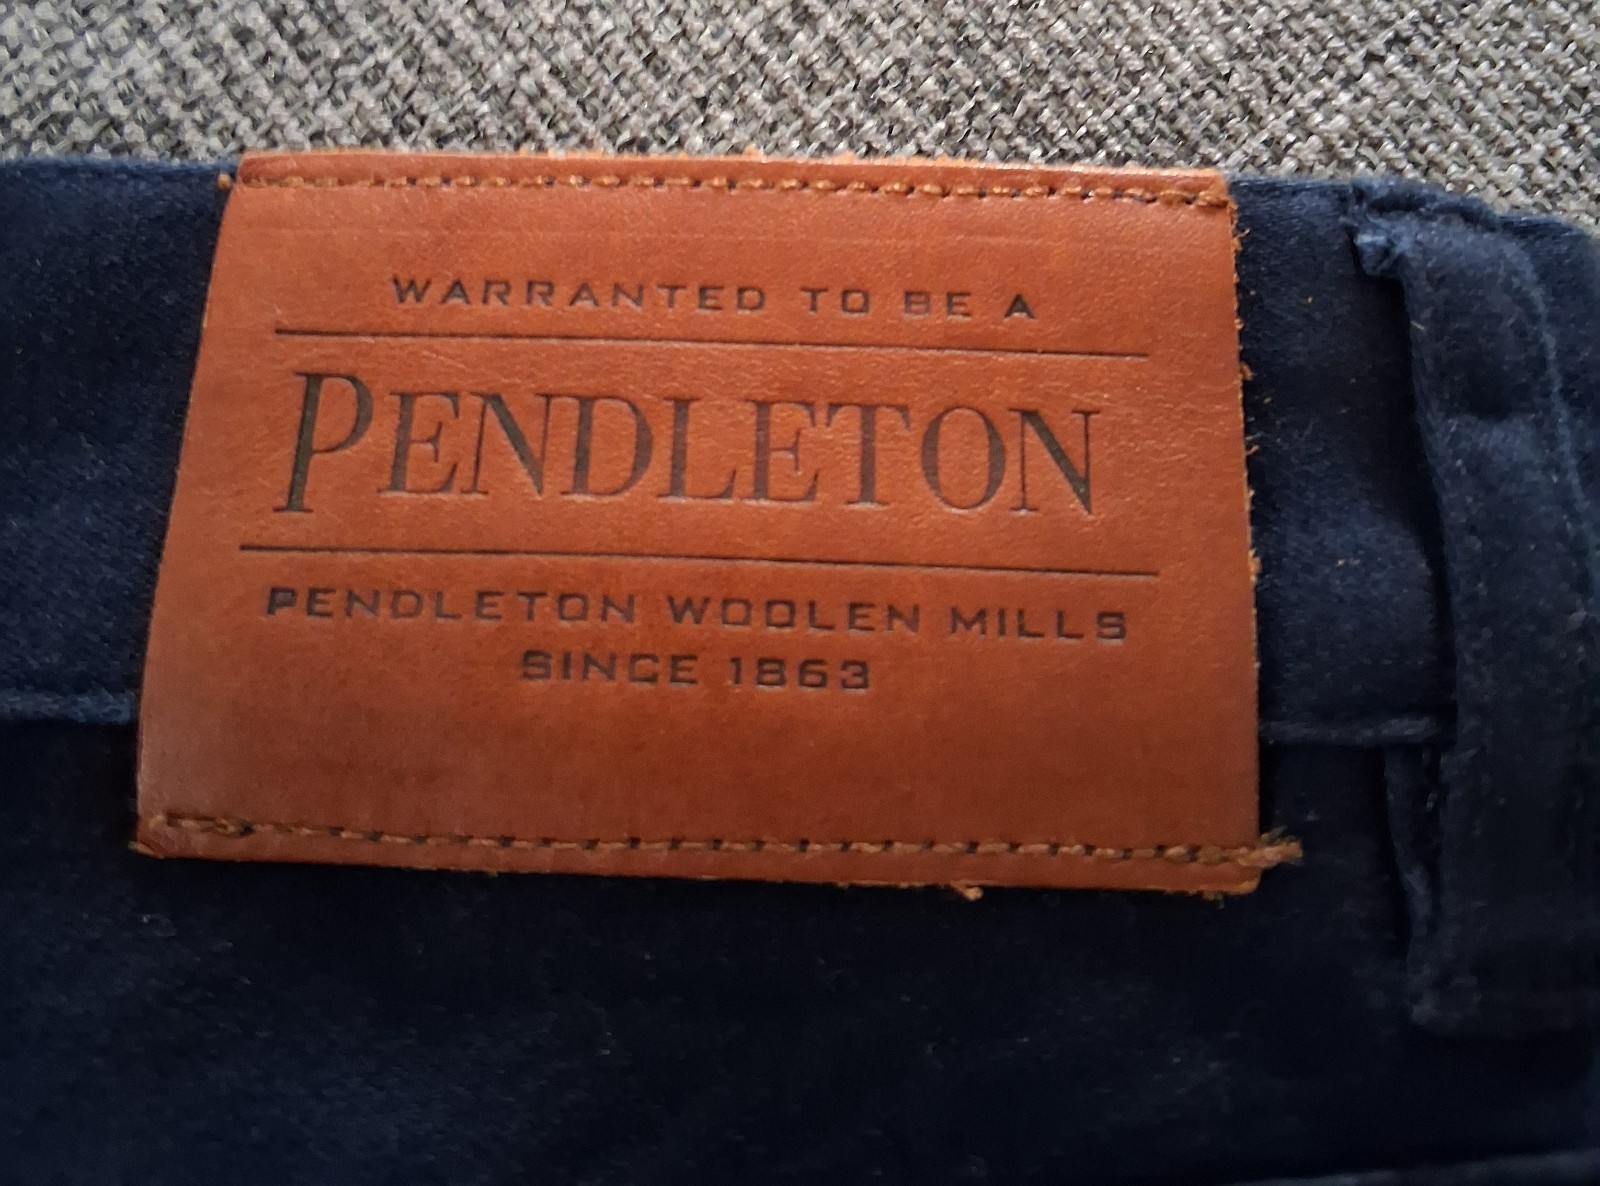 WARRANTED TO BE A
PENDLETON
PENDLETON WOOLEN MILLS
SINCE 1863